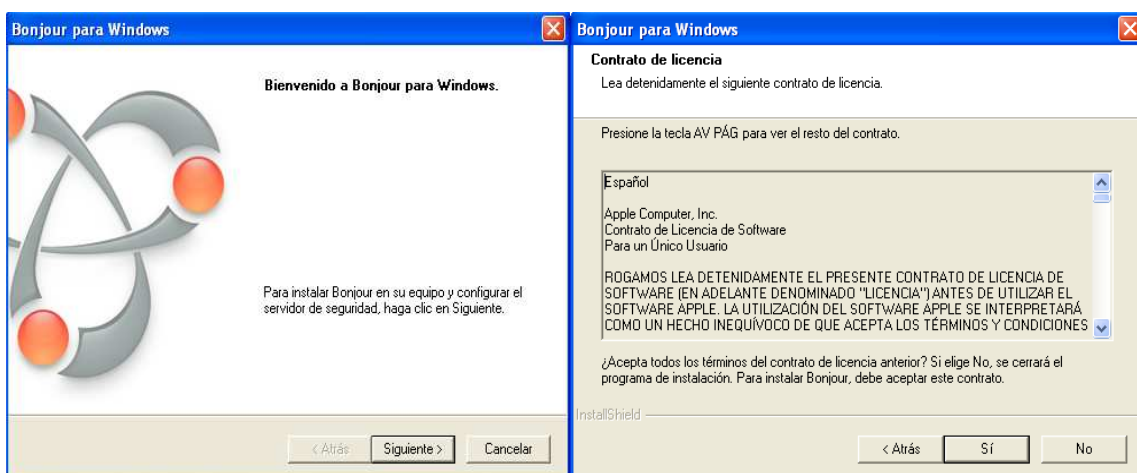 Bonjour para Windows
Bienvenido a Bonjour para Windows.
Para instalar Bonjour en su equipo y configurar el
servidor de seguridad, haga clic en Siguiente.
< Atrás
Siguiente >
Cancelar
Bonjour para Windows
Contrato de licencia
Lea detenidamente el siguiente contrato de licencia.
Presione la tecla AV PÁG para ver el resto del contrato.
Español
Apple Computer, Inc.
Contrato de Licencia de Software
Para un Único Usuario
ROGAMOS LEA DETENIDAMENTE EL PRESENTE CONTRATO DE LICENCIA DE
SOFTWARE (EN ADELANTE DENOMINADO "LICENCIA") ANTES DE UTILIZAR EL
SOFTWARE APPLE. LA UTILIZACIÓN DEL SOFTWARE APPLE SE INTERPRETARÁ
COMO UN HECHO INEQUÍVOCO DE QUE ACEPTA LOS TÉRMINOS Y CONDICIONES
¿Acepta todos los términos del contrato de licencia anterior? Si elige No, se cerrará el
programa de instalación. Para instalar Bonjour, debe aceptar este contrato.
InstallShield
< Atrás
Sí
No